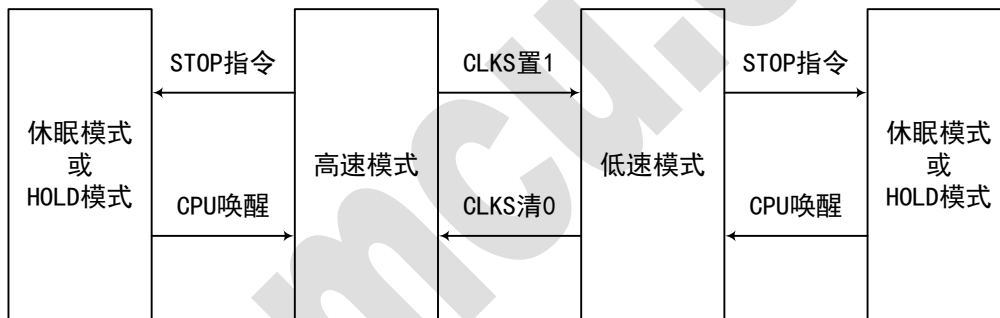 STOP指令
CLKS置1
STOP指令
休眠模式
或
HOLD模式
高速模式
低速模式
休眠模式
或
HOLD模式
CPU唤醒
CLKS清0
CPU唤醒
mcu.